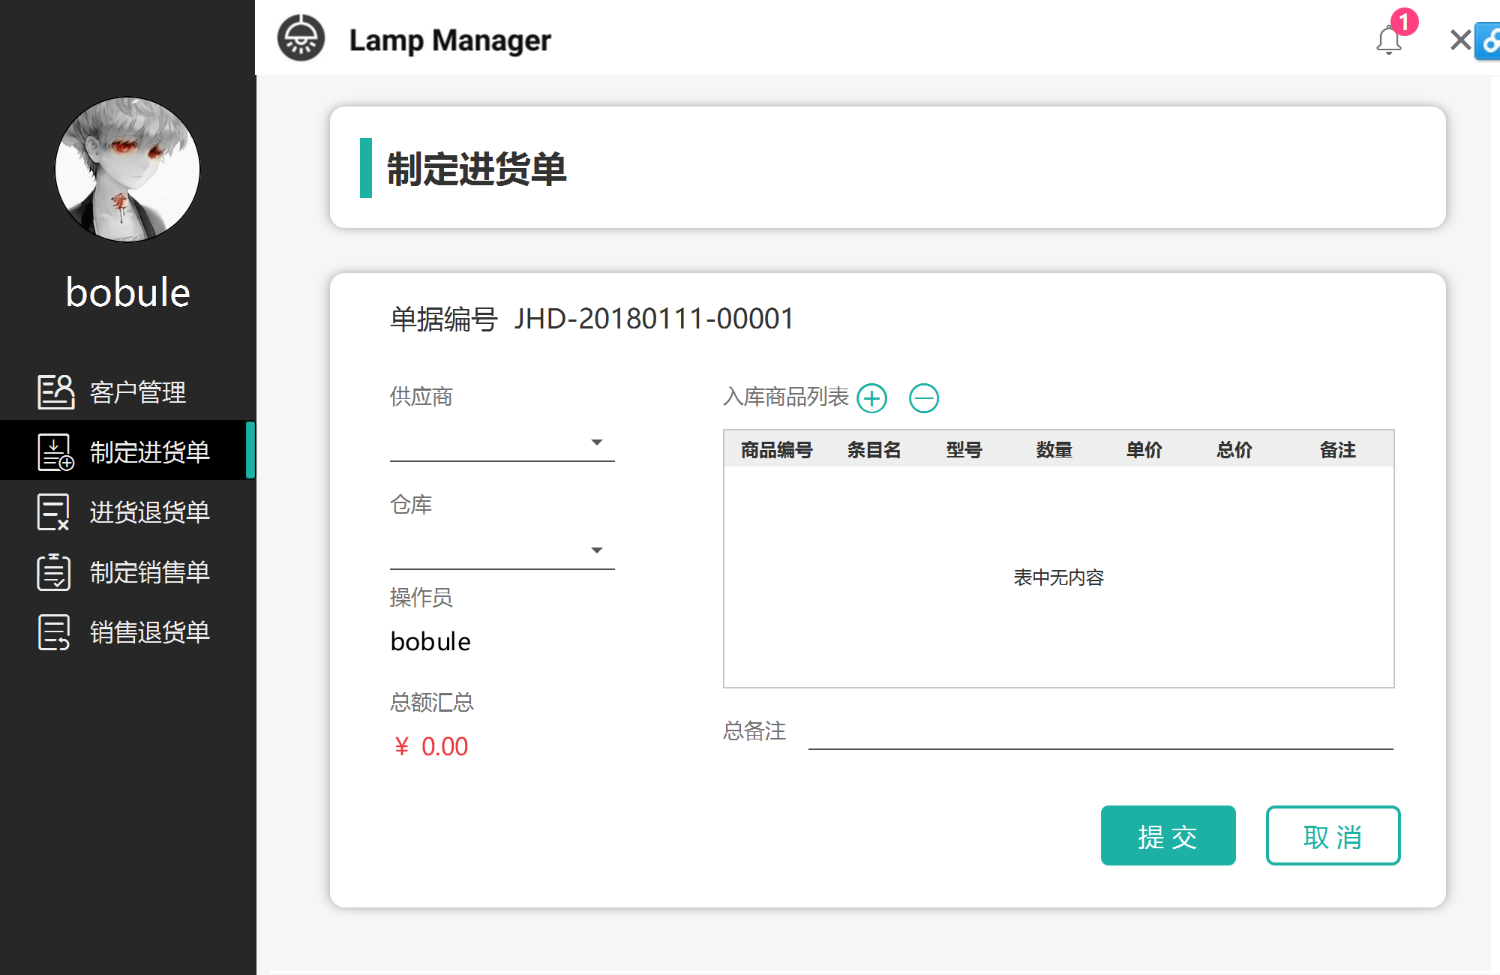 Lamp Manager
1
bobule
客户管理
制定进货单
进货退货单
制定销售单
销售退货单
制定进货单
单据编号 JHD-20180111-00001
供应商
仓库
操作员
bobule
总额汇总
¥ 0.00
入库商品列表
商品编号 条目名 型号 数量 单价 总价 备注
表中无内容
总备注
提 交
取 消